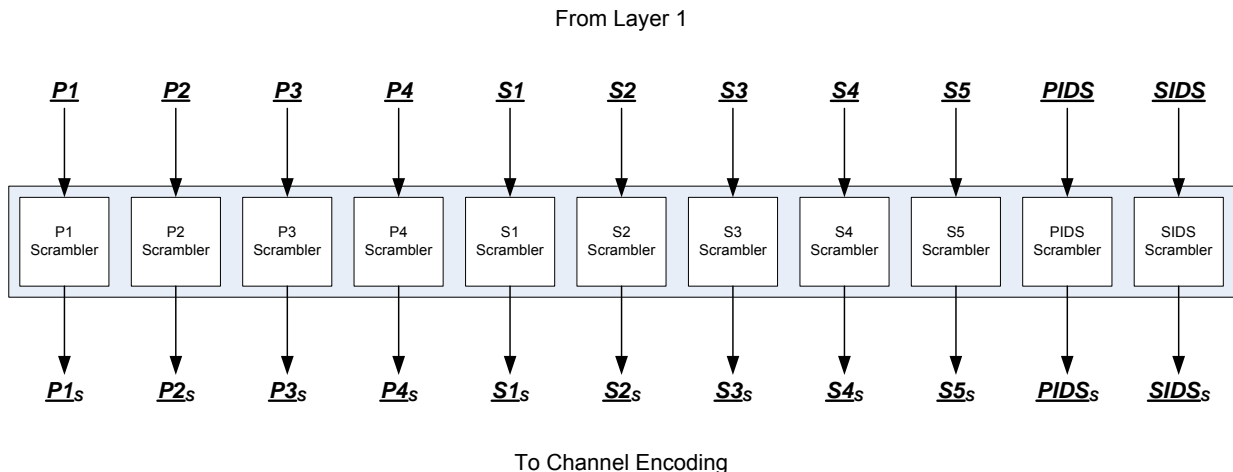 From Layer 1
P1 P2 P3 P4 S1 S2 S3 S4 S5 PIDS SIDS
P1 P2 P3 P4 S1 S2 S3 S4 S5 PIDS SIDS
Scrambler Scrambler Scrambler Scrambler Scrambler Scrambler Scrambler Scrambler Scrambler Scrambler Scrambler
P1S P2S P3S P4S S1S S2S S3S S4S S5S PIDSS SIDSS
To Channel Encoding